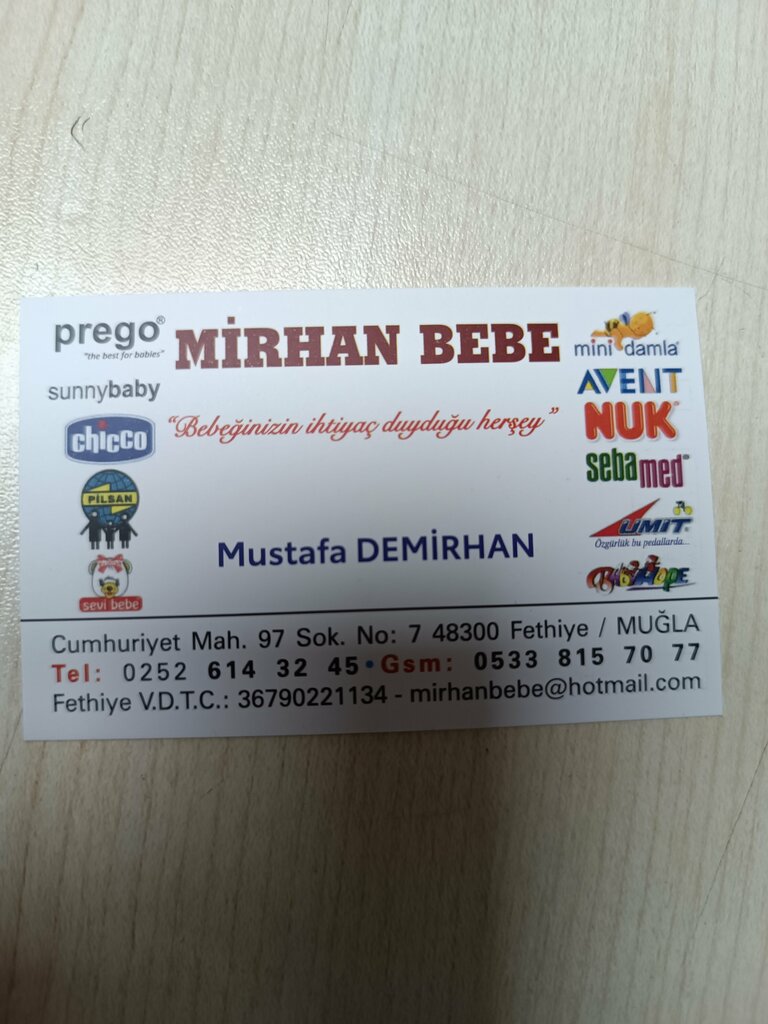 prego®
"the best for babies"
sunnybaby
chicco
PİLSAN
sevi bebe
MİRHAN BEBE
"Bebeğinizin ihtiyaç duyduğu herşey"
Mustafa DEMİRHAN
mini damla
AVENT
NUK
sebamed
ÜMİT
Özgürlük bu pedallarda...
Cumhuriyet Mah. 97 Sok. No: 7 48300 Fethiye / MUĞLA
Tel: 0252 614 32 45 • Gsm: 0533 815 70 77
Fethiye V.D.T.C.: 36790221134 - mirhanbebe@hotmail.com